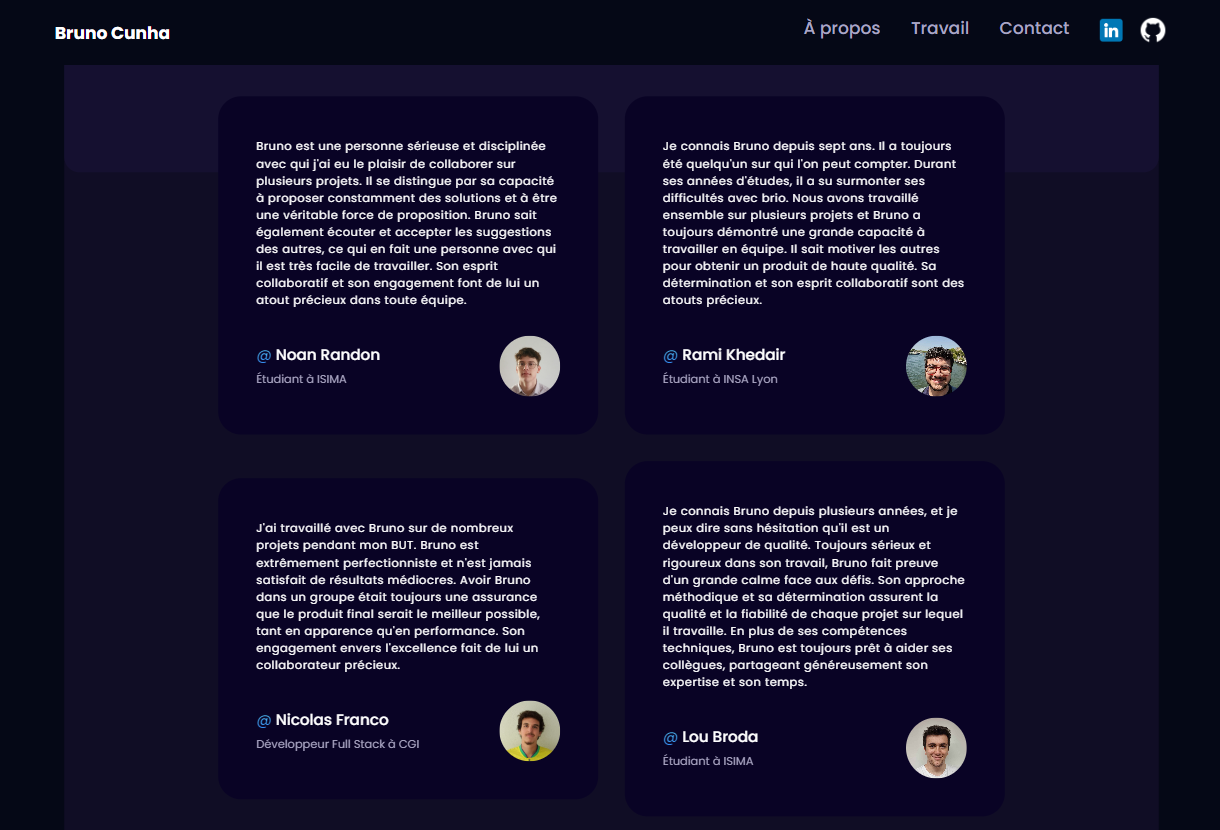 Bruno Cunha
À propos
Travail
Contact
in
Bruno est une personne sérieuse et disciplinée
avec qui j'ai eu le plaisir de collaborer sur
plusieurs projets. Il se distingue par sa capacité
à proposer constamment des solutions et à être
une véritable force de proposition. Bruno sait
également écouter et accepter les suggestions
des autres, ce qui en fait une personne avec qui
il est très facile de travailler. Son esprit
collaboratif et son engagement font de lui un
atout précieux dans toute équipe.
@ Noan Randon
Étudiant à ISIMA
Je connais Bruno depuis sept ans. Il a toujours
été quelqu'un sur qui l'on peut compter. Durant
ses années d'études, il a su surmonter ses
difficultés avec brio. Nous avons travaillé
ensemble sur plusieurs projets et Bruno a
toujours démontré une grande capacité à
travailler en équipe. Il sait motiver les autres
pour obtenir un produit de haute qualité. Sa
détermination et son esprit collaboratif sont des
atouts précieux.
@ Rami Khedair
Étudiant à INSA Lyon
J'ai travaillé avec Bruno sur de nombreux
projets pendant mon BUT. Bruno est
extrêmement perfectionniste et n'est jamais
satisfait de résultats médiocres. Avoir Bruno
dans un groupe était toujours une assurance
que le produit final serait le meilleur possible,
tant en apparence qu'en performance. Son
engagement envers l'excellence fait de lui un
collaborateur précieux.
@ Nicolas Franco
Développeur Full Stack à CGI
Je connais Bruno depuis plusieurs années, et je
peux dire sans hésitation qu'il est un
développeur de qualité. Toujours sérieux et
rigoureux dans son travail, Bruno fait preuve
d'un grande calme face aux défis. Son approche
méthodique et sa détermination assurent la
qualité et la fiabilité de chaque projet sur lequel
il travaille. En plus de ses compétences
techniques, Bruno est toujours prêt à aider ses
collègues, partageant généreusement son
expertise et son temps.
@ Lou Broda
Étudiant à ISIMA